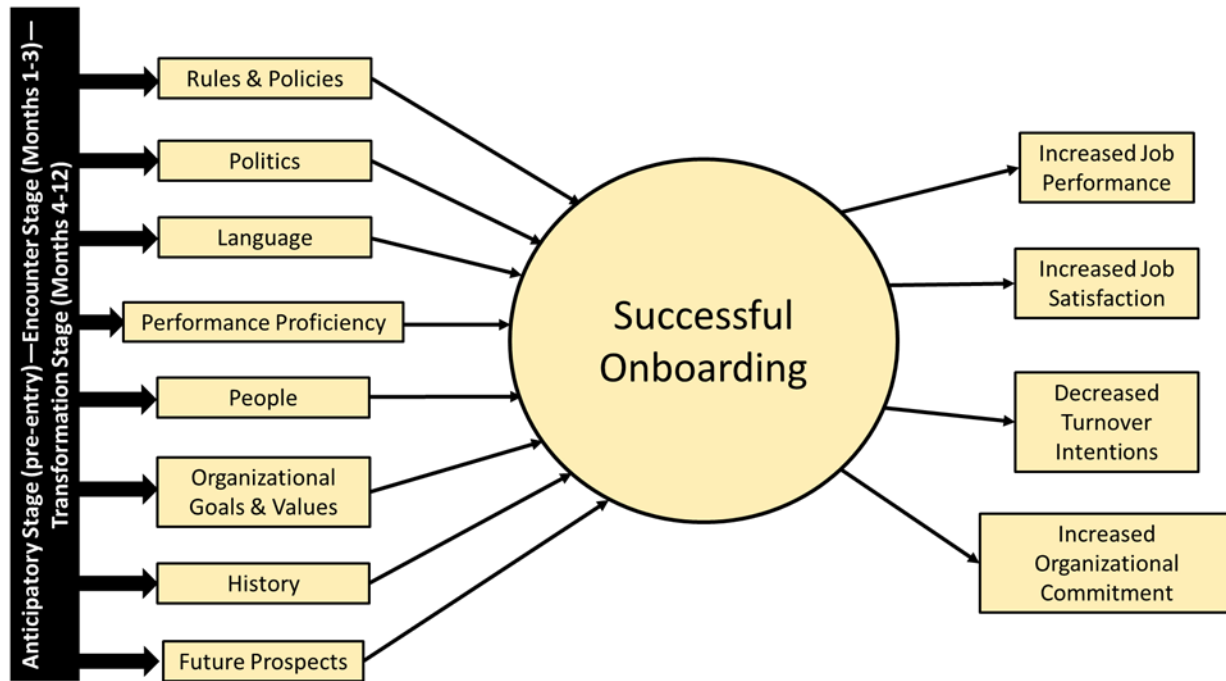 Anticipatory Stage (pre-entry)—Encounter Stage (Months 1-3)—
Transformation Stage (Months 4-12)
Rules & Policies
Politics
Language
Performance Proficiency
People
Organizational
Goals & Values
History
Future Prospects
Successful
Onboarding
Increased Job
Performance
Increased Job
Satisfaction
Decreased
Turnover
Intentions
Increased
Organizational
Commitment